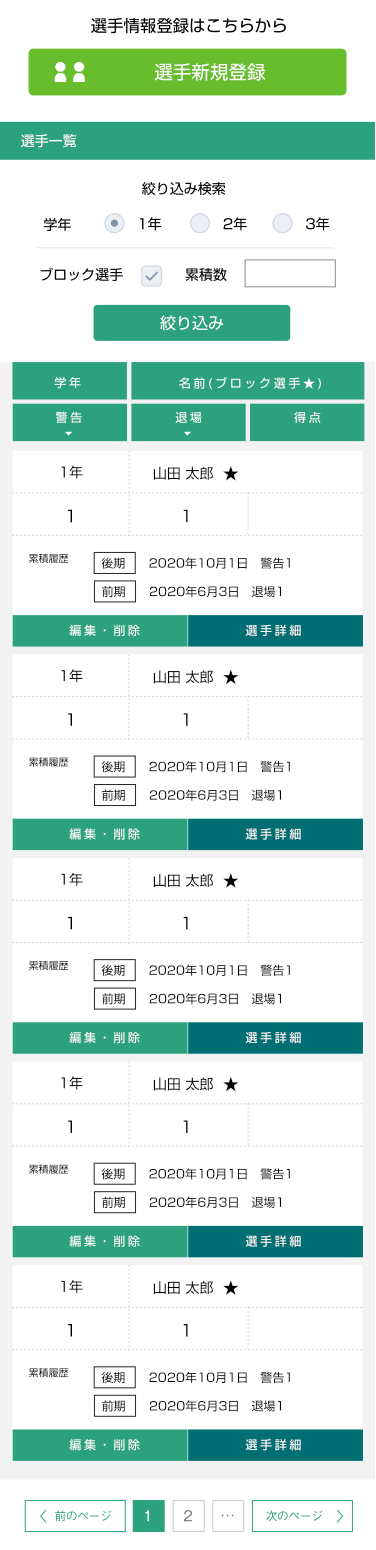 選手情報登録はこちらから
選手新規登録
選手一覧
絞り込み検索
学年 1年 2年 3年
ブロック選手 累積数
絞り込み
学年 名前(ブロック選手★)
警告 退場 得点
1年 山田 太郎 ★
1 1
累積履歴 後期 2020年10月1日 警告1
前期 2020年6月3日 退場1
編集・削除 選手詳細
1年 山田 太郎 ★
1 1
累積履歴 後期 2020年10月1日 警告1
前期 2020年6月3日 退場1
編集・削除 選手詳細
1年 山田 太郎 ★
1 1
累積履歴 後期 2020年10月1日 警告1
前期 2020年6月3日 退場1
編集・削除 選手詳細
1年 山田 太郎 ★
1 1
累積履歴 後期 2020年10月1日 警告1
前期 2020年6月3日 退場1
編集・削除 選手詳細
1年 山田 太郎 ★
1 1
累積履歴 後期 2020年10月1日 警告1
前期 2020年6月3日 退場1
編集・削除 選手詳細
前のページ 1 2 … 次のページ